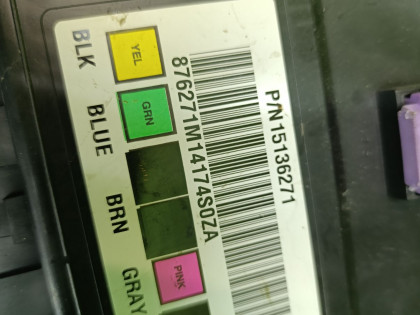 P/N15136271
876271M14174S0ZA
YEL
GRN
PINK
BLK
BLUE
BRN
GRAY